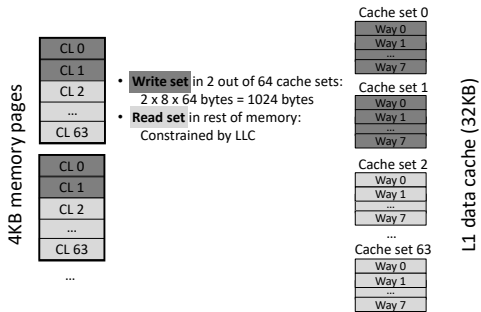 4KB memory pages
CL 0
CL 1
CL 2
...
CL 63
CL 0
CL 1
CL 2
...
CL 63
...
• Write set in 2 out of 64 cache sets:
2 x 8 x 64 bytes = 1024 bytes
• Read set in rest of memory:
Constrained by LLC
Cache set 0
Way 0
Way 1
...
Way 7
Cache set 1
Way 0
Way 1
...
Way 7
Cache set 2
Way 0
Way 1
...
Way 7
...
Cache set 63
Way 0
Way 1
...
Way 7
L1 data cache (32KB)